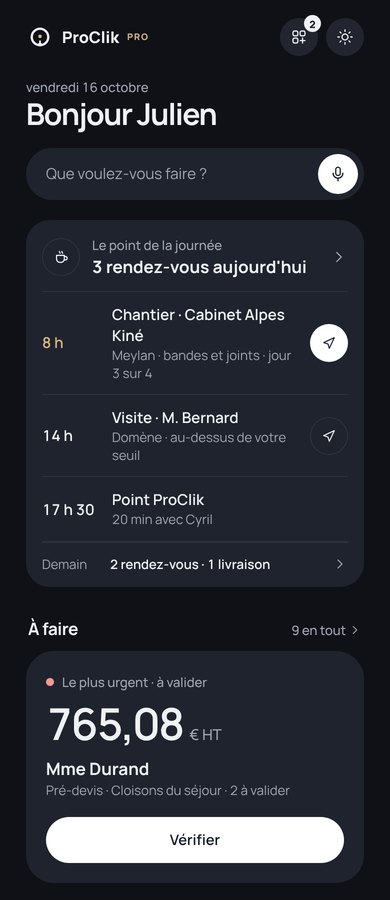 ProClik PRO
2
vendredi 16 octobre
Bonjour Julien
Que voulez-vous faire ?
Le point de la journée
3 rendez-vous aujourd'hui
8 h
Chantier · Cabinet Alpes
Kiné
Meylan · bandes et joints · jour
3 sur 4
14 h
Visite · M. Bernard
Domène · au-dessus de votre
seuil
17 h 30
Point ProClik
20 min avec Cyril
Demain 2 rendez-vous · 1 livraison
À faire
9 en tout
Le plus urgent · à valider
765,08 € HT
Mme Durand
Pré-devis · Cloisons du séjour · 2 à valider
Vérifier